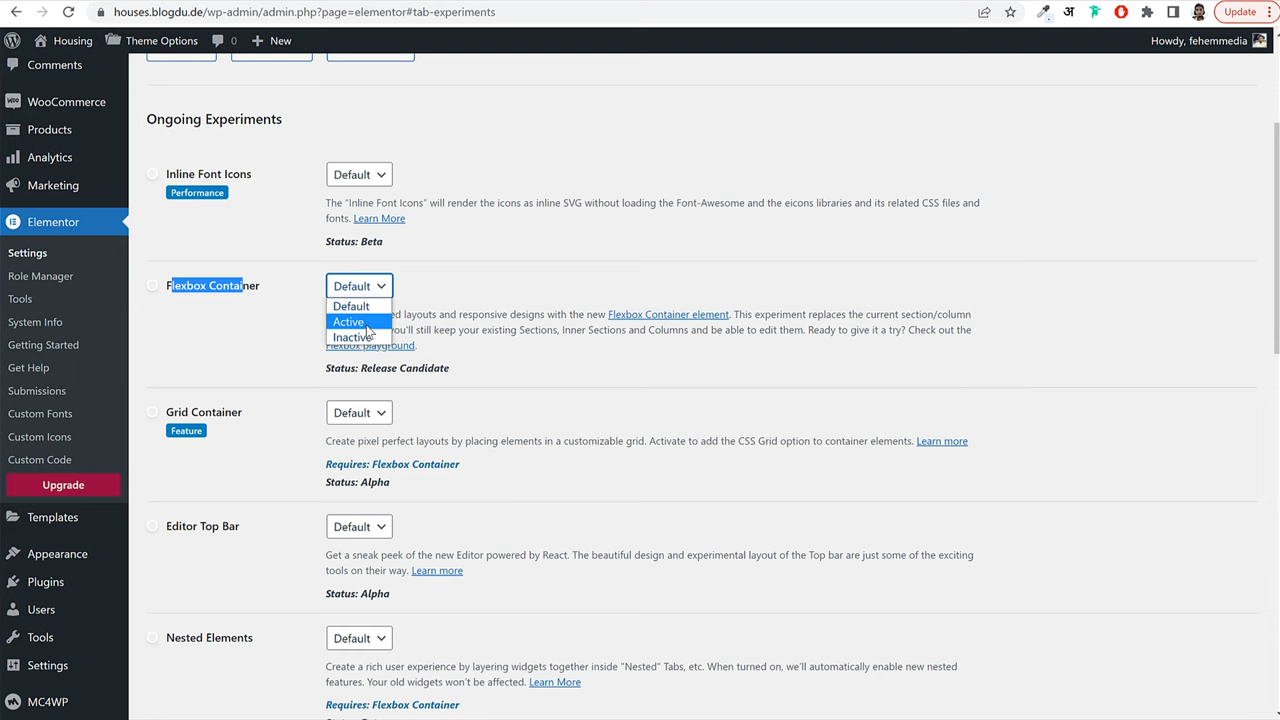 houses.blogdu.de/wp-admin/admin.php?page=elementor#tab-experiments
अ
Update
Housing
Theme Options
0
New
Howdy, fehemmedia
Comments
WooCommerce
Products
Analytics
Marketing
Elementor
Settings
Role Manager
Tools
System Info
Getting Started
Get Help
Submissions
Custom Fonts
Custom Icons
Custom Code
Upgrade
Templates
Appearance
Plugins
Users
Tools
Settings
MC4WP
Ongoing Experiments
Inline Font Icons
Performance
Default
The "Inline Font Icons" will render the icons as inline SVG without loading the Font-Awesome and the eicons libraries and its related CSS files and
fonts. Learn More
Status: Beta
Flexbox Container
Default
Default
Active
Inactive
ed layouts and responsive designs with the new Flexbox Container element. This experiment replaces the current section/column
you'll still keep your existing Sections, Inner Sections and Columns and be able to edit them. Ready to give it a try? Check out the
Flexbox playground.
Status: Release Candidate
Grid Container
Feature
Default
Create pixel perfect layouts by placing elements in a customizable grid. Activate to add the CSS Grid option to container elements. Learn more
Requires: Flexbox Container
Status: Alpha
Editor Top Bar
Default
Get a sneak peek of the new Editor powered by React. The beautiful design and experimental layout of the Top bar are just some of the exciting
tools on their way. Learn more
Status: Alpha
Nested Elements
Default
Create a rich user experience by layering widgets together inside "Nested" Tabs, etc. When turned on, we'll automatically enable new nested
features. Your old widgets won't be affected. Learn More
Requires: Flexbox Container